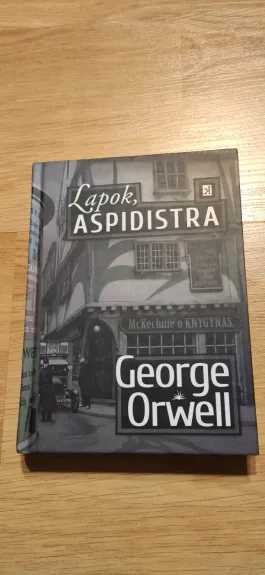 Lapok,
ASPIDISTRA
McKechnie o KNYGYNAS.
George
Orwell